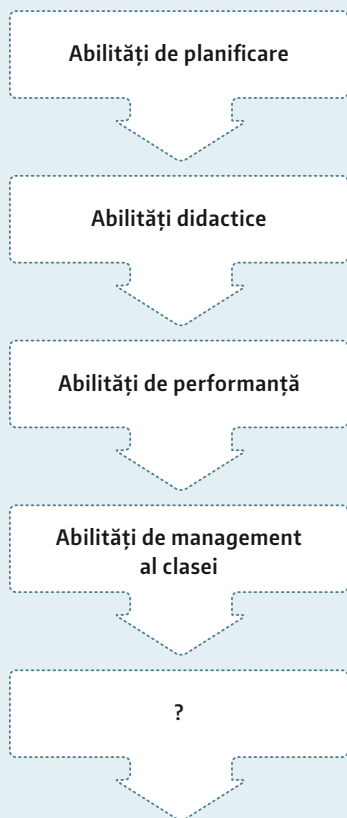 Abilități de planificare
Abilități didactice
Abilități de performanță
Abilități de management
al clasei
?